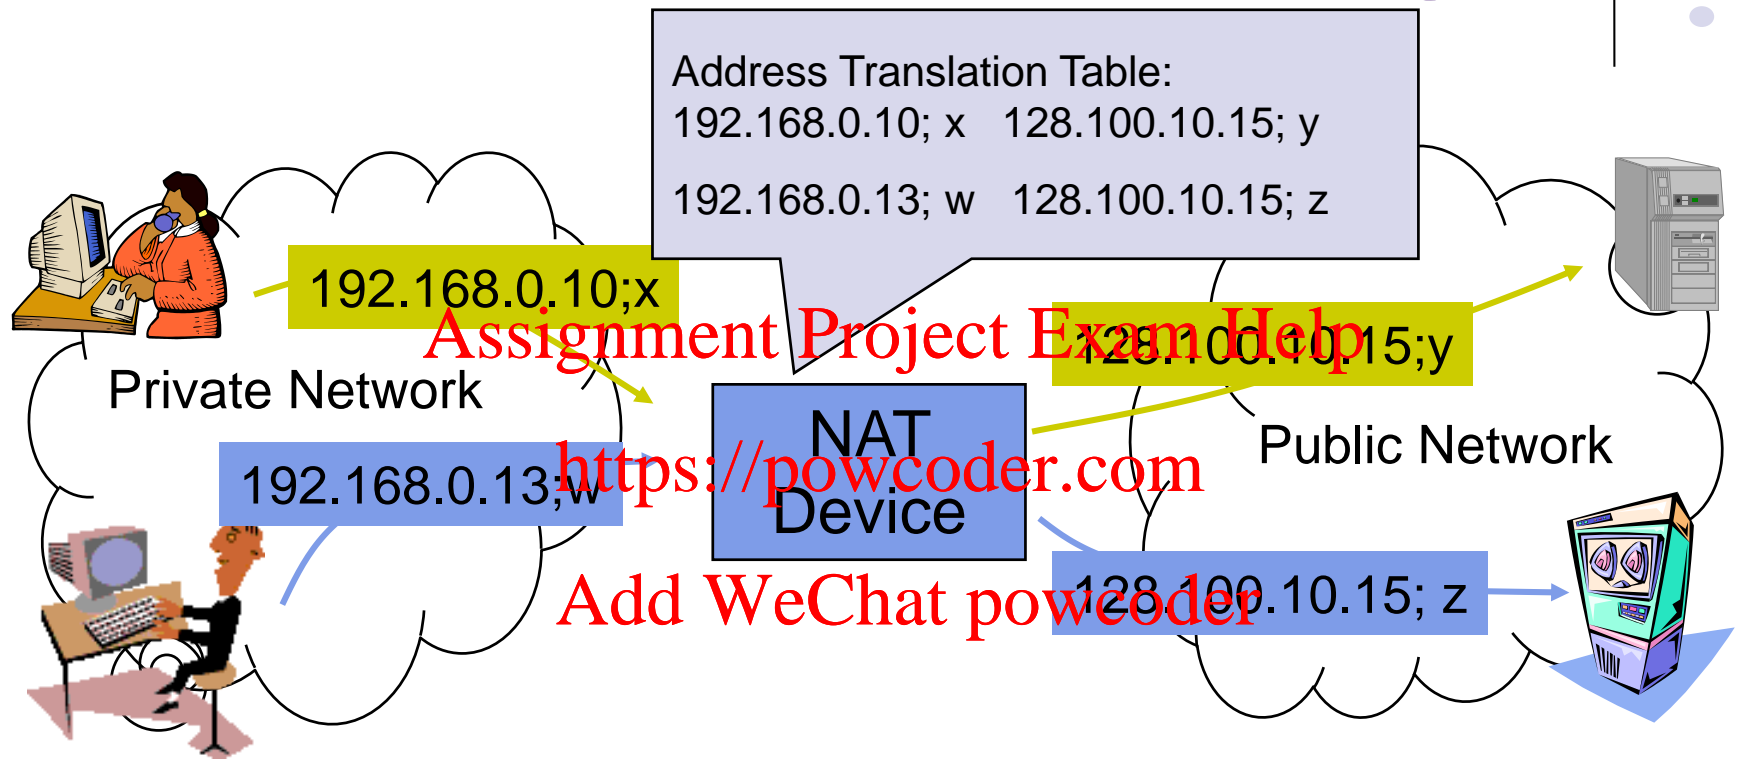 Address Translation Table:
192.168.0.10; x 128.100.10.15; y
192.168.0.13; w 128.100.10.15; z
192.168.0.10;x
Assignment Project Exam Help
128.100.10.15;y
Private Network
NAT
Device
Public Network
192.168.0.13;w
https://powcoder.com
Add WeChat powcoder
128.100.10.15; z